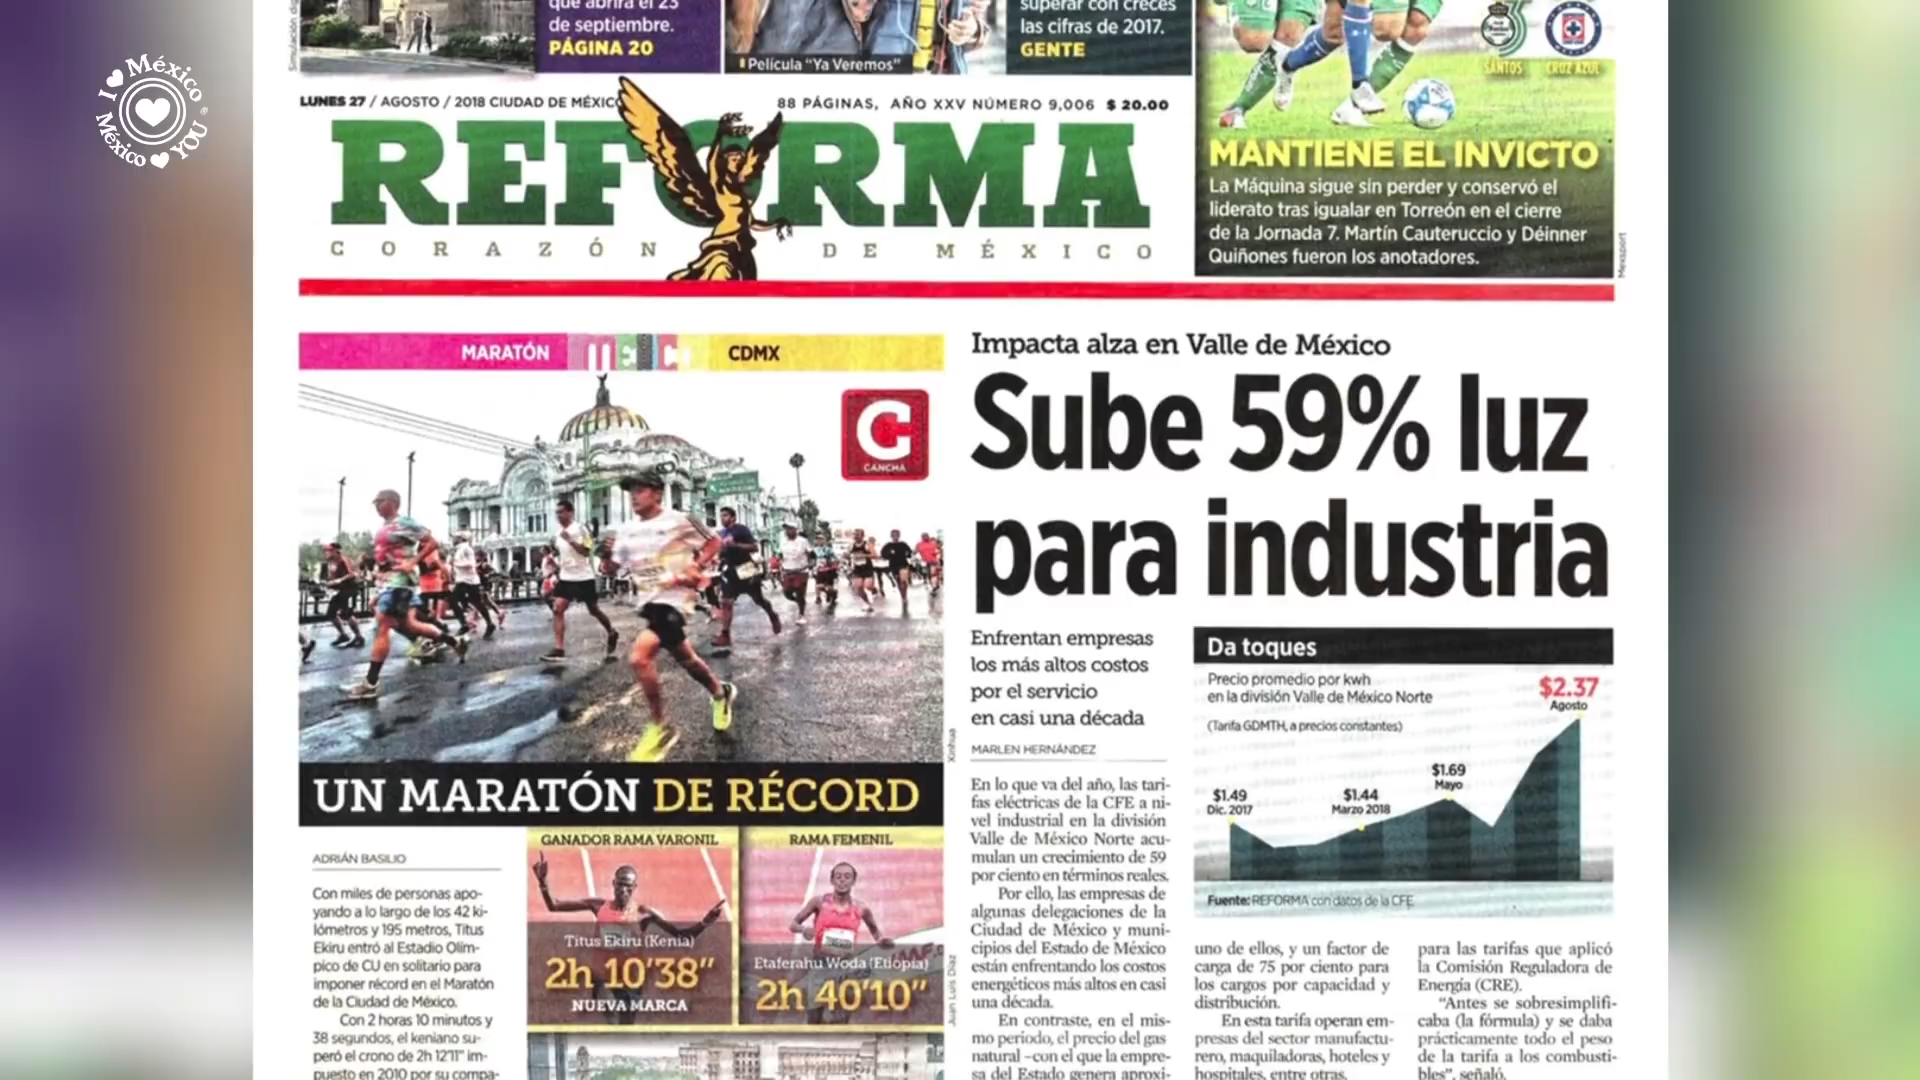 I ♥ México
México ♥ YOU
que abrirá el 23
de septiembre.
PÁGINA 20
Película "Ya Veremos"
superar con creces
las cifras de 2017.
GENTE
SANTOS
CRUZ AZUL
MANTIENE EL INVICTO
La Máquina sigue sin perder y conservó el
liderato tras igualar en Torreón en el cierre
de la Jornada 7. Martín Cauteruccio y Déinner
Quiñones fueron los anotadores.
Mexsport
LUNES 27 / AGOSTO / 2018 CIUDAD DE MÉXICO
88 PÁGINAS, AÑO XXV NÚMERO 9,006 $ 20.00
REFORMA
CORAZÓN DE MÉXICO
MARATÓN
CDMX
C
CANCHA
Xinhua
UN MARATÓN DE RÉCORD
ADRIÁN BASILIO
Con miles de personas apo-
yando a lo largo de los 42 ki-
lómetros y 195 metros, Titus
Ekiru entró al Estadio Olím-
pico de CU en solitario para
imponer récord en el Maratón
de la Ciudad de México.
Con 2 horas 10 minutos y
38 segundos, el keniano su-
peró el crono de 2h 12'11" im-
puesto en 2010 por su compa-
GANADOR RAMA VARONIL
Titus Ekiru (Kenia)
2h 10'38"
NUEVA MARCA
RAMA FEMENIL
Etaferahu Woda (Etiopía)
2h 40'10"
Juan Luis Díaz
Impacta alza en Valle de México
Sube 59% luz
para industria
Enfrentan empresas
los más altos costos
por el servicio
en casi una década
MARLEN HERNÁNDEZ
En lo que va del año, las tari-
fas eléctricas de la CFE a ni-
vel industrial en la división
Valle de México Norte acu-
mulan un crecimiento de 59
por ciento en términos reales.
Por ello, las empresas de
algunas delegaciones de la
Ciudad de México y muni-
cipios del Estado de México
están enfrentando los costos
energéticos más altos en casi
una década.
En contraste, en el mis-
mo periodo, el precio del gas
natural –con el que la empre-
sa del Estado genera aproxi-
Da toques
Precio promedio por kwh
en la división Valle de México Norte
(Tarifa GDMTH, a precios constantes)
$1.49
Dic. 2017
$1.44
Marzo 2018
$1.69
Mayo
$2.37
Agosto
Fuente: REFORMA con datos de la CFE
uno de ellos, y un factor de
carga de 75 por ciento para
los cargos por capacidad y
distribución.
En esta tarifa operan em-
presas del sector manufactu-
rero, maquiladoras, hoteles y
hospitales, entre otras.
para las tarifas que aplicó
la Comisión Reguladora de
Energía (CRE).
"Antes se sobresimplifi-
caba (la fórmula) y se daba
prácticamente todo el peso
de la tarifa a los combusti-
bles", señaló.